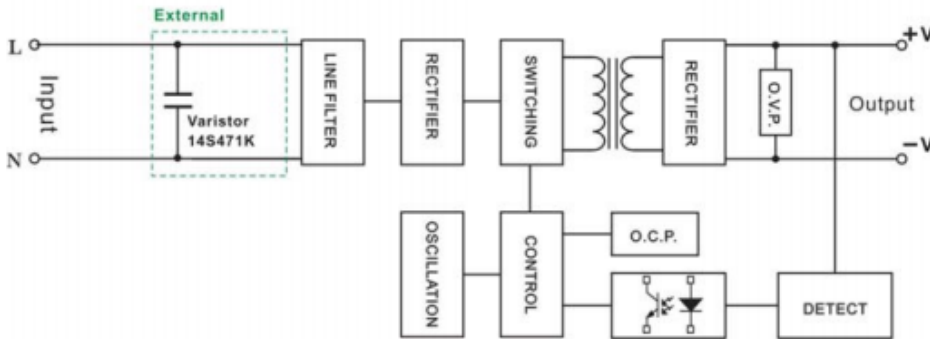 External
L
Input
N
Varistor
14S471K
LINE FILTER
RECTIFIER
SWITCHING
RECTIFIER
O.V.P.
+V
Output
-V
OSCILLATION
CONTROL
O.C.P.
DETECT